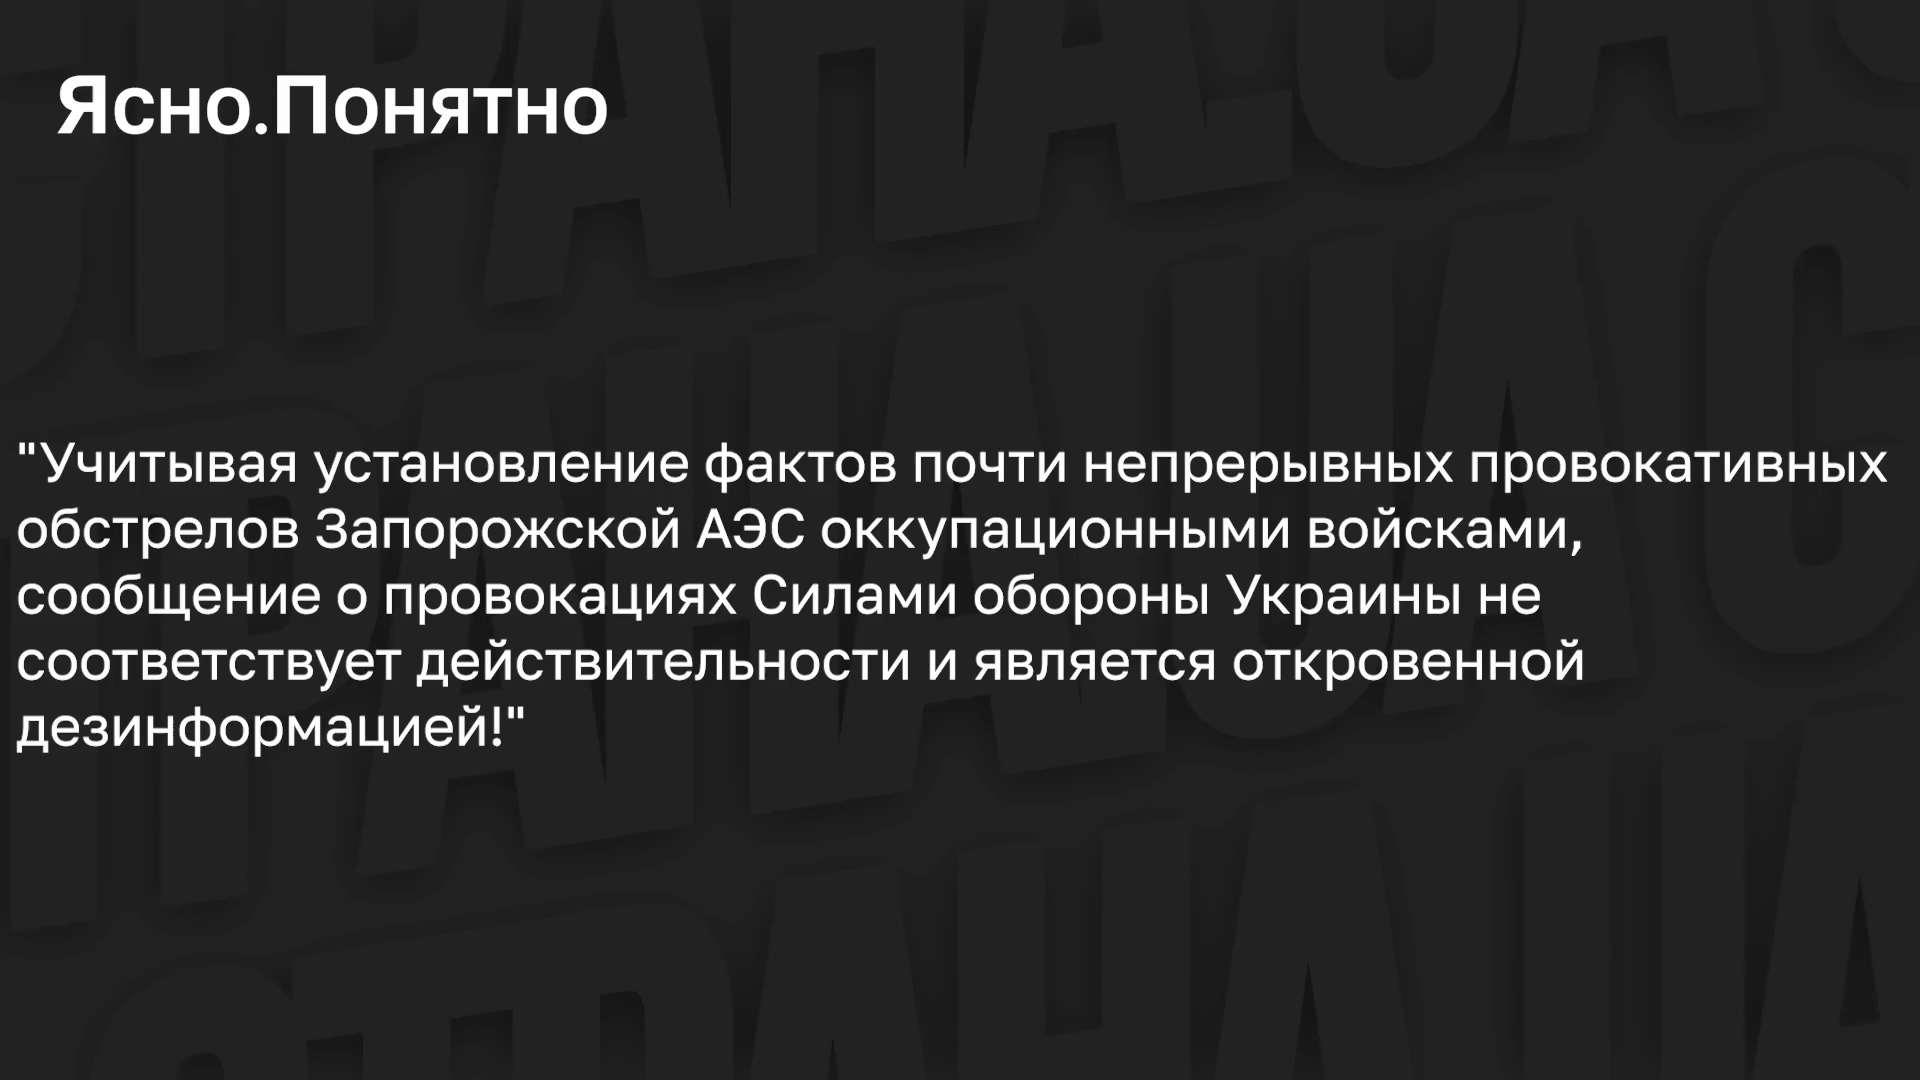 Ясно.Понятно
"Учитывая установление фактов почти непрерывных провокативных
обстрелов Запорожской АЭС оккупационными войсками,
сообщение о провокациях Силами обороны Украины не
соответствует действительности и является откровенной
дезинформацией!"